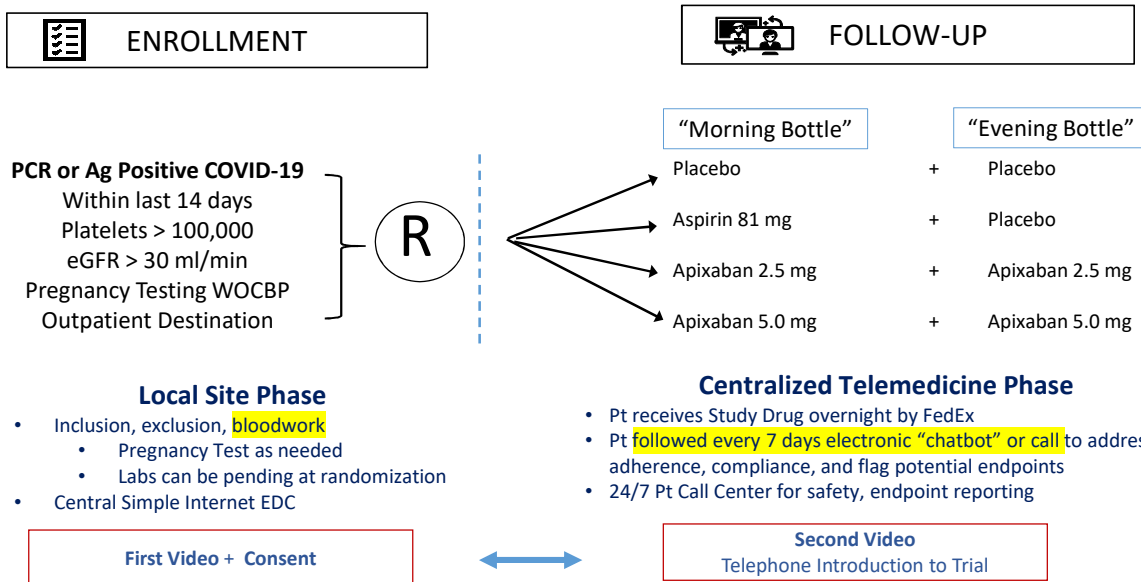 ENROLLMENT
FOLLOW-UP
PCR or Ag Positive COVID-19
Within last 14 days
Platelets > 100,000
eGFR > 30 ml/min
Pregnancy Testing WOCBP
Outpatient Destination
R
“Morning Bottle”
“Evening Bottle”
Placebo + Placebo
Aspirin 81 mg + Placebo
Apixaban 2.5 mg + Apixaban 2.5 mg
Apixaban 5.0 mg + Apixaban 5.0 mg
Local Site Phase
• Inclusion, exclusion, bloodwork
• Pregnancy Test as needed
• Labs can be pending at randomization
• Central Simple Internet EDC
First Video + Consent
Centralized Telemedicine Phase
• Pt receives Study Drug overnight by FedEx
• Pt followed every 7 days electronic “chatbot” or call to addres
adherence, compliance, and flag potential endpoints
• 24/7 Pt Call Center for safety, endpoint reporting
Second Video
Telephone Introduction to Trial